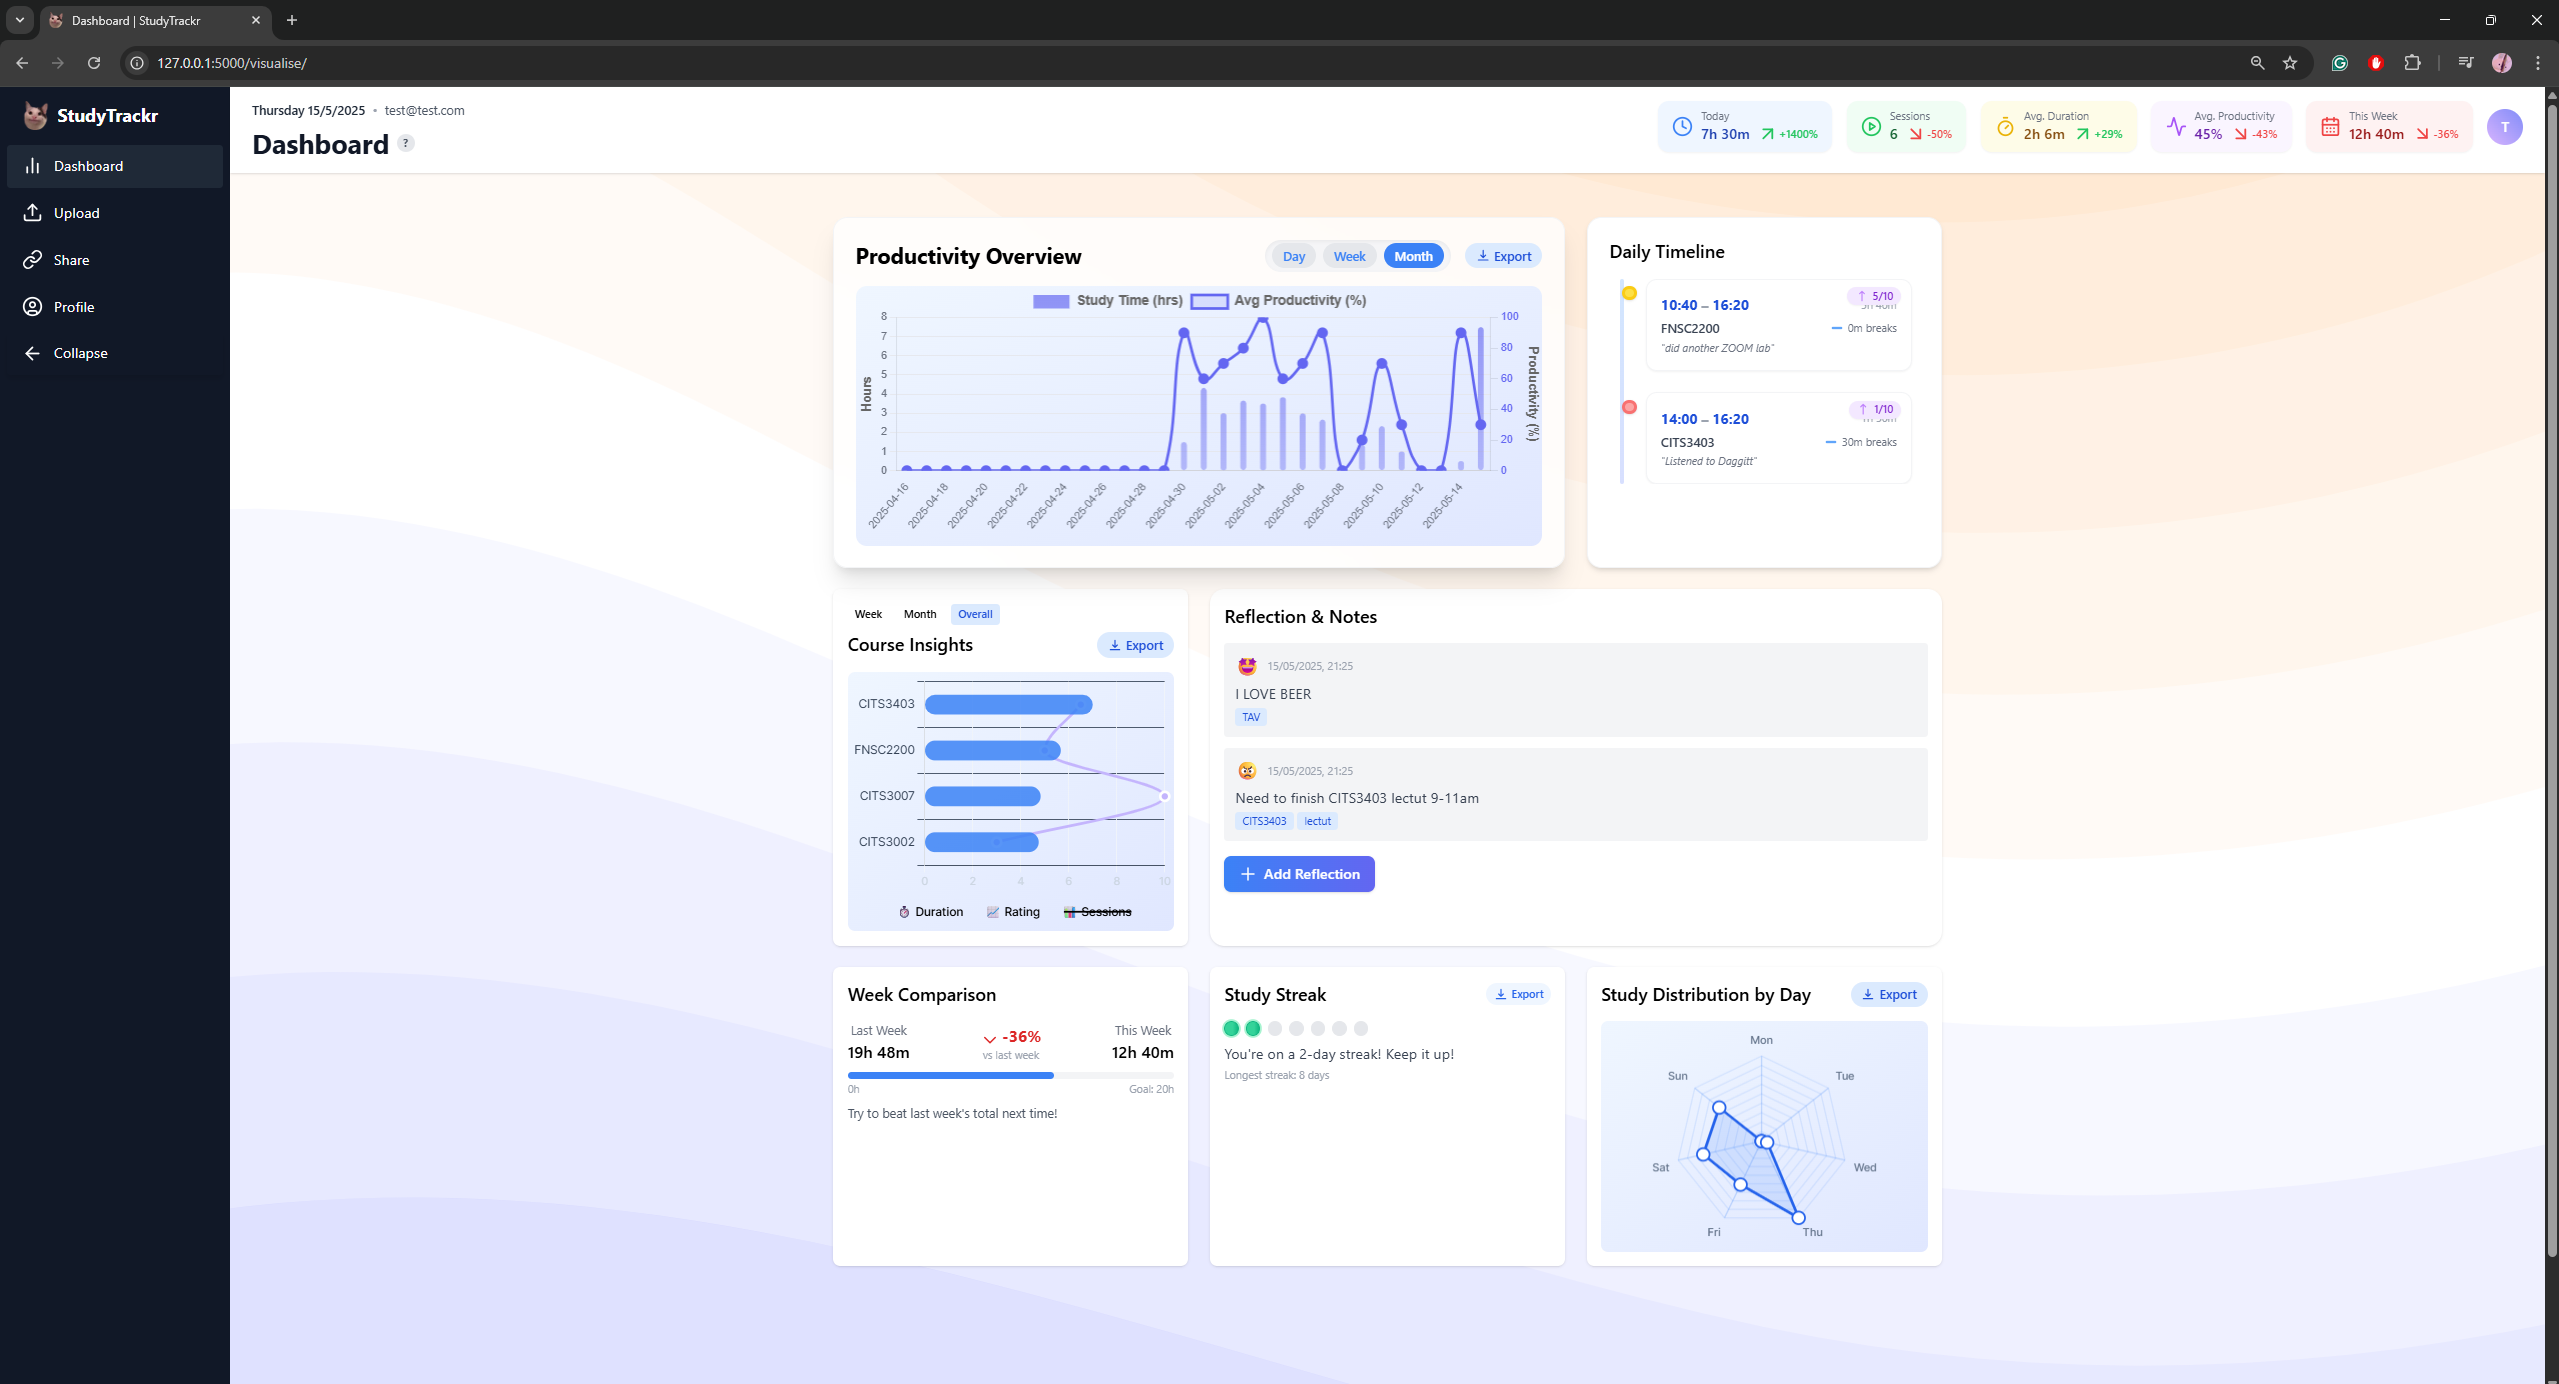 Dashboard | StudyTrackr
127.0.0.1:5000/visualise/
StudyTrackr
Dashboard
Upload
Share
Profile
Collapse
Thursday 15/5/2025 • test@test.com
Dashboard ?
Today
7h 30m +1400%
Sessions
6 -50%
Avg. Duration
2h 6m +29%
Avg. Productivity
45% -43%
This Week
12h 40m -36%
T
Productivity Overview
Day Week Month
Export
Study Time (hrs) Avg Productivity (%)
Hours
8
7
6
5
4
3
2
1
0
100
80
60
40
20
0
Productivity (%)
2025-04-16
2025-04-18
2025-04-20
2025-04-22
2025-04-24
2025-04-26
2025-04-28
2025-04-30
2025-05-02
2025-05-04
2025-05-06
2025-05-08
2025-05-10
2025-05-12
2025-05-14
Daily Timeline
10:40 – 16:20
↑ 5/10
FNSC2200
0m breaks
"did another ZOOM lab"
14:00 – 16:20
↑ 1/10
CITS3403
30m breaks
"Listened to Daggitt"
Week Month Overall
Course Insights
Export
CITS3403
FNSC2200
CITS3007
CITS3002
0 2 4 6 8 10
Duration Rating Sessions
Reflection & Notes
15/05/2025, 21:25
I LOVE BEER
TAV
15/05/2025, 21:25
Need to finish CITS3403 lectut 9-11am
CITS3403 lectut
+ Add Reflection
Week Comparison
Last Week
19h 48m
-36%
vs last week
This Week
12h 40m
0h
Goal: 20h
Try to beat last week's total next time!
Study Streak
Export
You're on a 2-day streak! Keep it up!
Longest streak: 8 days
Study Distribution by Day
Export
Mon
Tue
Wed
Thu
Fri
Sat
Sun